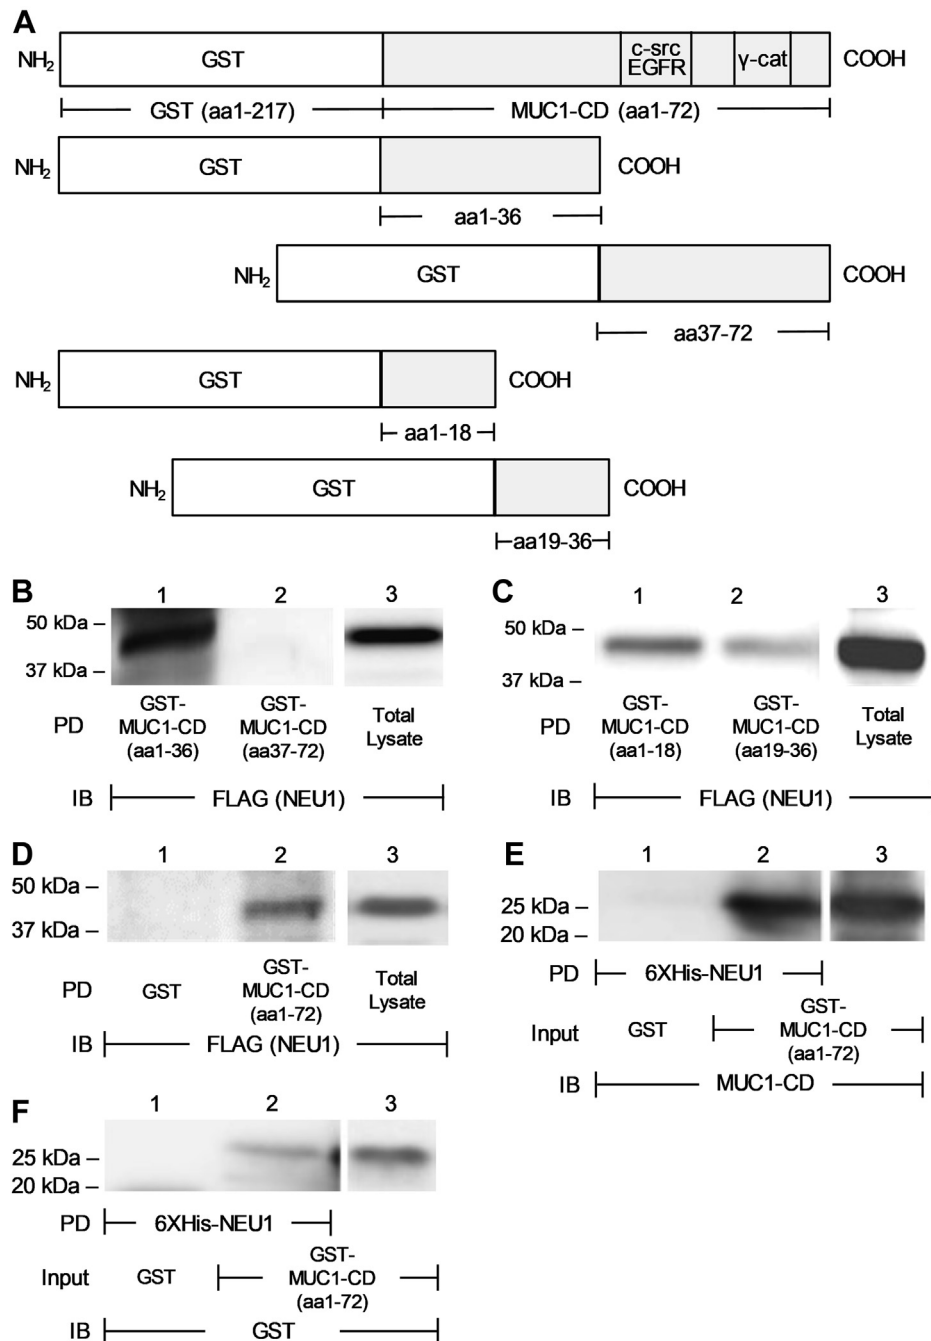 A
NH2 GST c-src EGFR γ-cat COOH
GST (aa1-217) MUC1-CD (aa1-72)
NH2 GST COOH
aa1-36
NH2 GST COOH
aa37-72
NH2 GST COOH
aa1-18
NH2 GST COOH
aa19-36
B 1 2 3
50 kDa –
37 kDa –
PD GST-MUC1-CD (aa1-36) GST-MUC1-CD (aa37-72) Total Lysate
IB FLAG (NEU1)
C 1 2 3
50 kDa –
37 kDa –
PD GST-MUC1-CD (aa1-18) GST-MUC1-CD (aa19-36) Total Lysate
IB FLAG (NEU1)
D 1 2 3
50 kDa –
37 kDa –
PD GST GST-MUC1-CD (aa1-72) Total Lysate
IB FLAG (NEU1)
E 1 2 3
25 kDa –
20 kDa –
PD 6XHis-NEU1
Input GST GST-MUC1-CD (aa1-72)
IB MUC1-CD
F 1 2 3
25 kDa –
20 kDa –
PD 6XHis-NEU1
Input GST GST-MUC1-CD (aa1-72)
IB GST